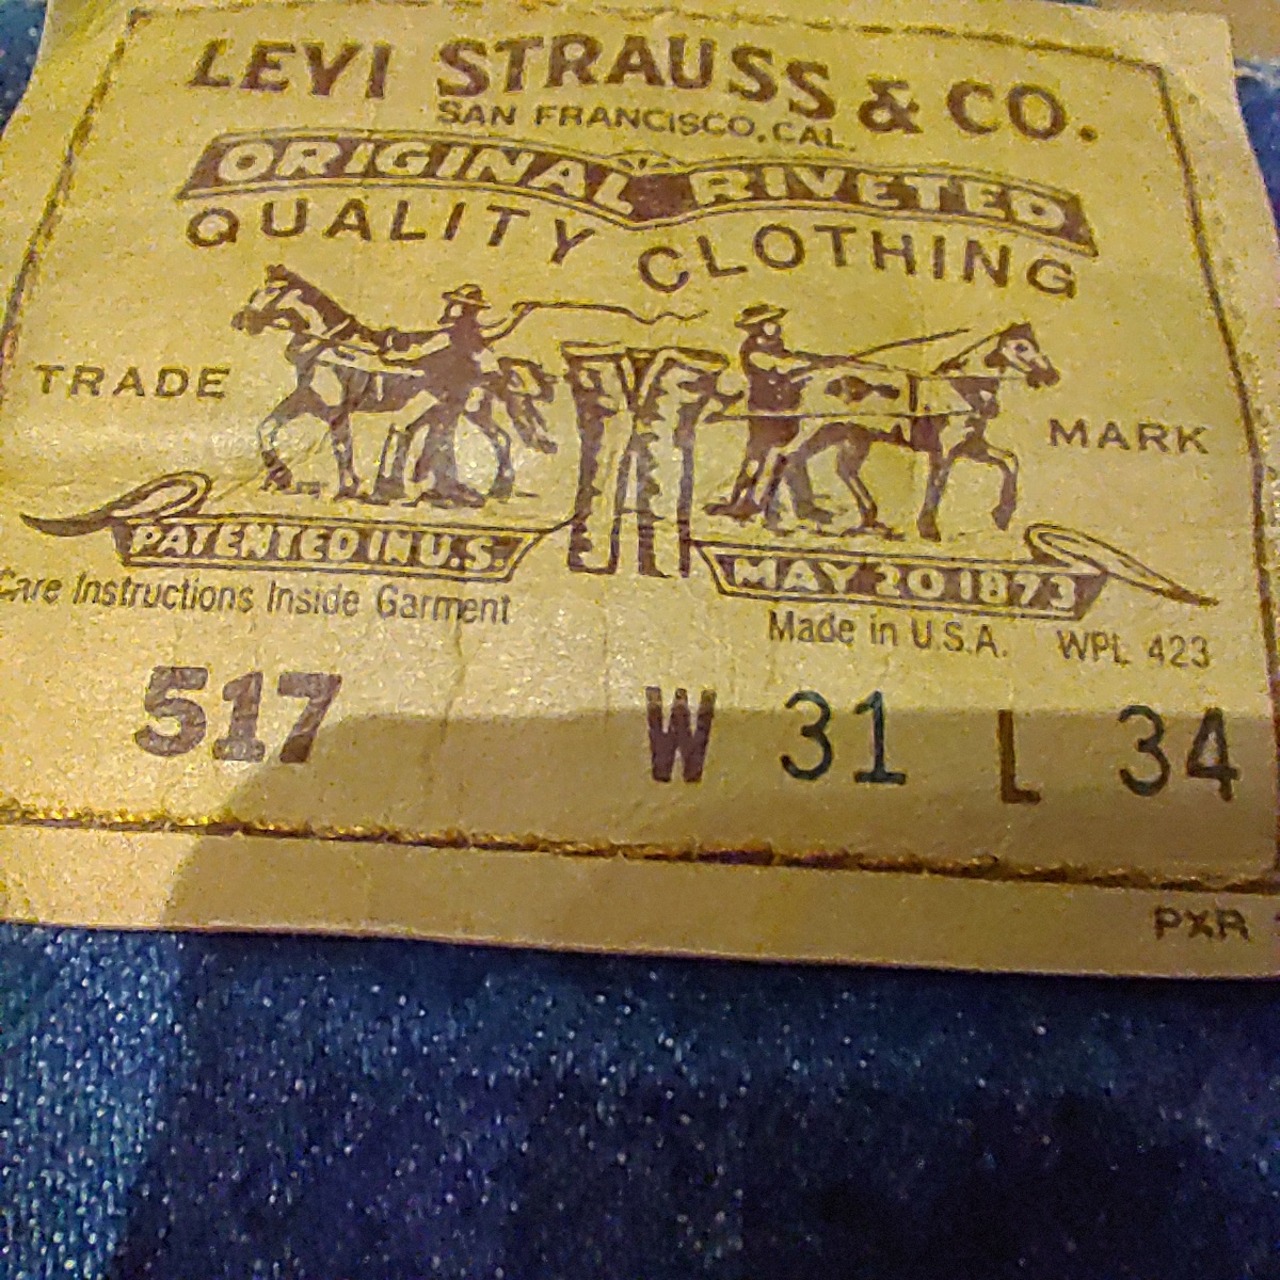 LEVI STRAUSS & CO.
SAN FRANCISCO, CAL.
ORIGINAL RIVETED
QUALITY CLOTHING
TRADE MARK
PATENTED IN U.S. MAY 20 1873
Care Instructions Inside Garment Made in U.S.A. WPL 423
517 W 31 L 34
PXR